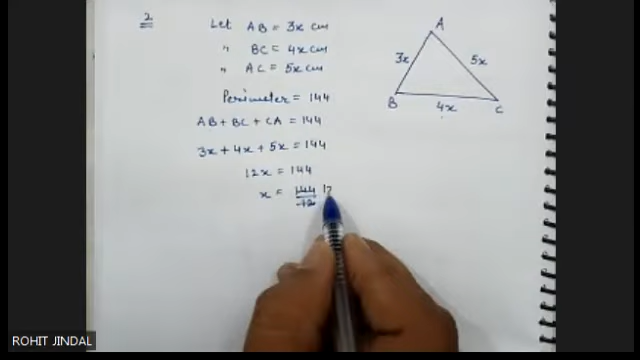 2
Let AB = 3x cm
" BC = 4x cm
" AC = 5x cm
Perimeter = 144
AB + BC + CA = 144
3x + 4x + 5x = 144
12x = 144
x = 144/12 12
A
3x 5x
B 4x C
ROHIT JINDAL